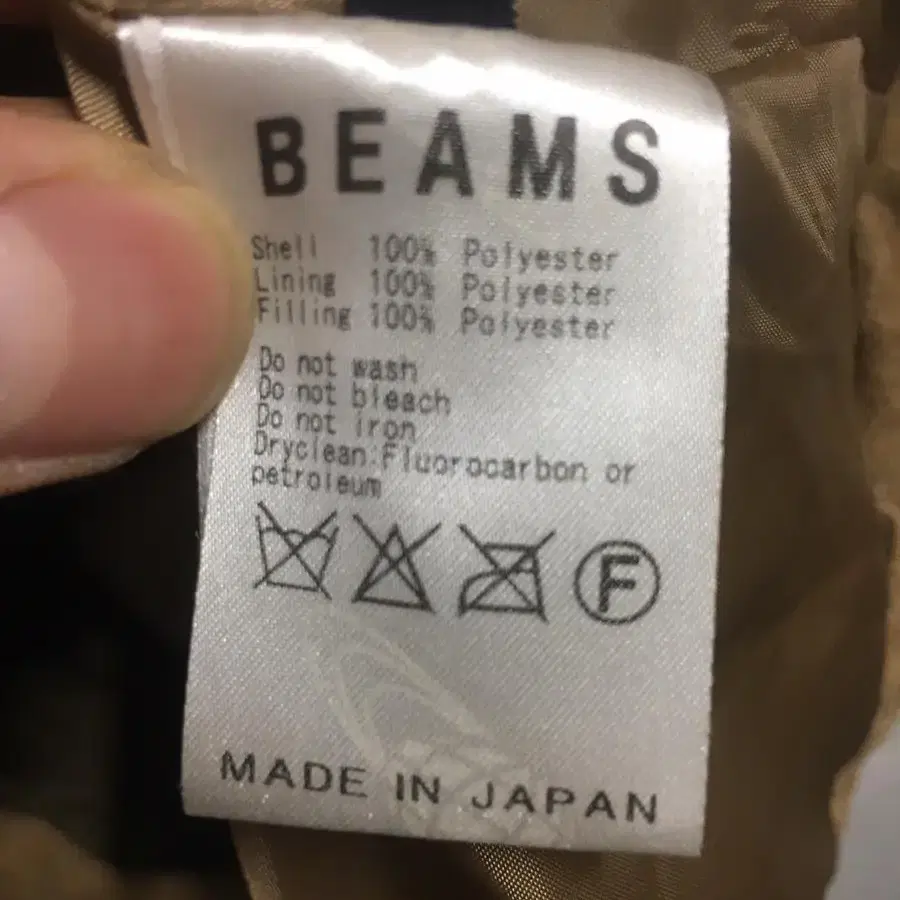 BEAMS
Shell 100% Polyester
Lining 100% Polyester
Filling 100% Polyester
Do not wash
Do not bleach
Do not iron
Dryclean:Fluorocarbon or
petroleum
F
MADE IN JAPAN